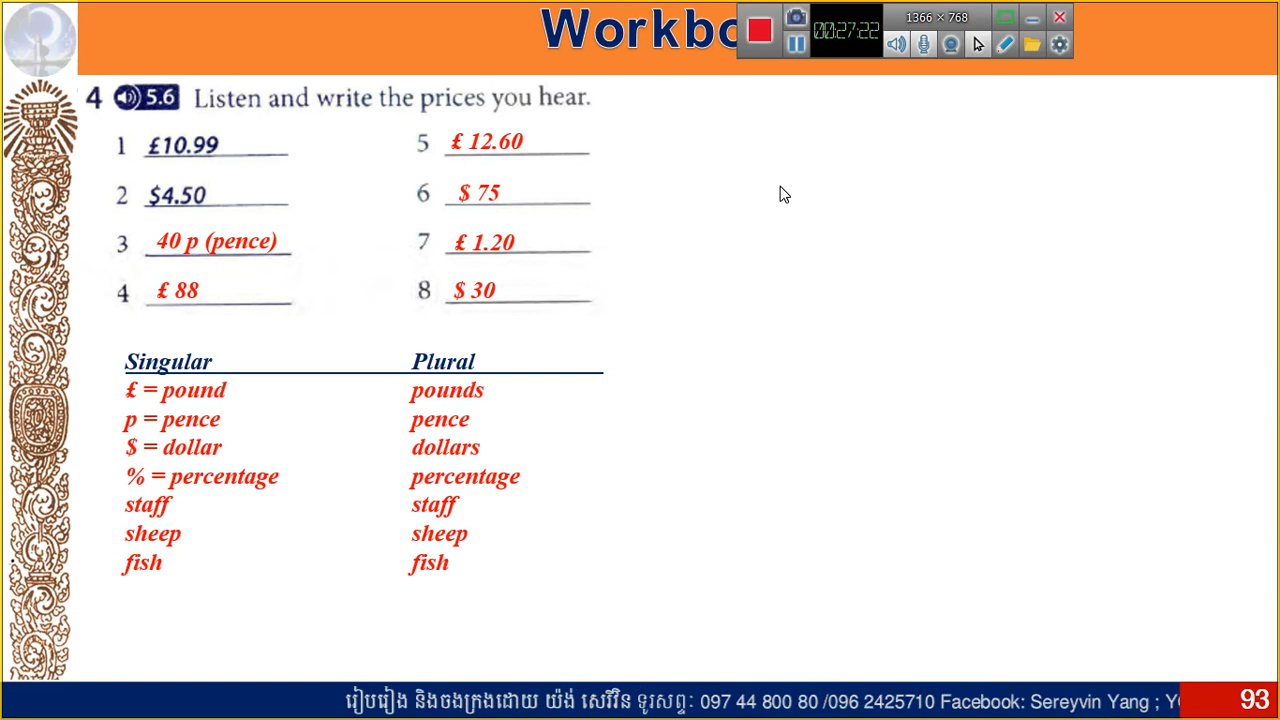 Workbo
1366 × 768
00:27:22
4 5.6 Listen and write the prices you hear.
1 £10.99
2 $4.50
3 40 p (pence)
4 £ 88
5 £ 12.60
6 $ 75
7 £ 1.20
8 $ 30
Singular Plural
£ = pound pounds
p = pence pence
$ = dollar dollars
% = percentage percentage
staff staff
sheep sheep
fish fish
រៀបរៀង និងចងក្រងដោយ យ៉ង់ សេរីវិន ទូរសព្ទៈ 097 44 800 80 /096 2425710 Facebook: Sereyvin Yang ; Y
93